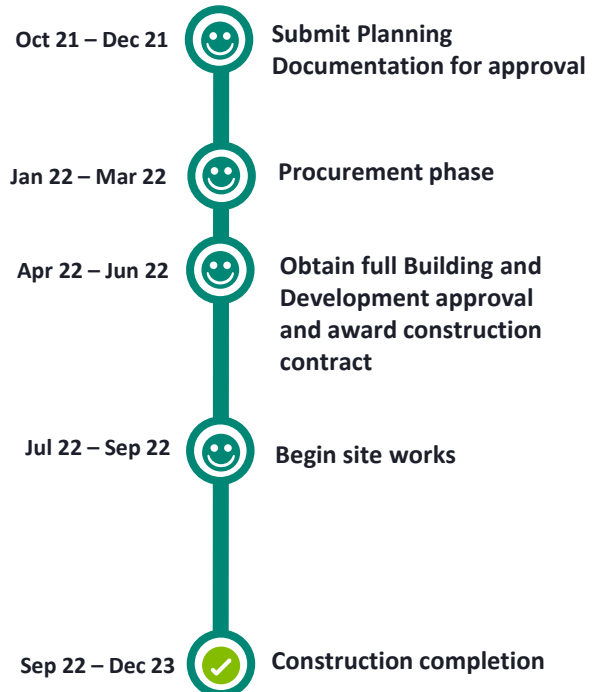 Oct 21 – Dec 21
Submit Planning
Documentation for approval
Jan 22 – Mar 22
Procurement phase
Apr 22 – Jun 22
Obtain full Building and
Development approval
and award construction
contract
Jul 22 – Sep 22
Begin site works
Sep 22 – Dec 23
Construction completion